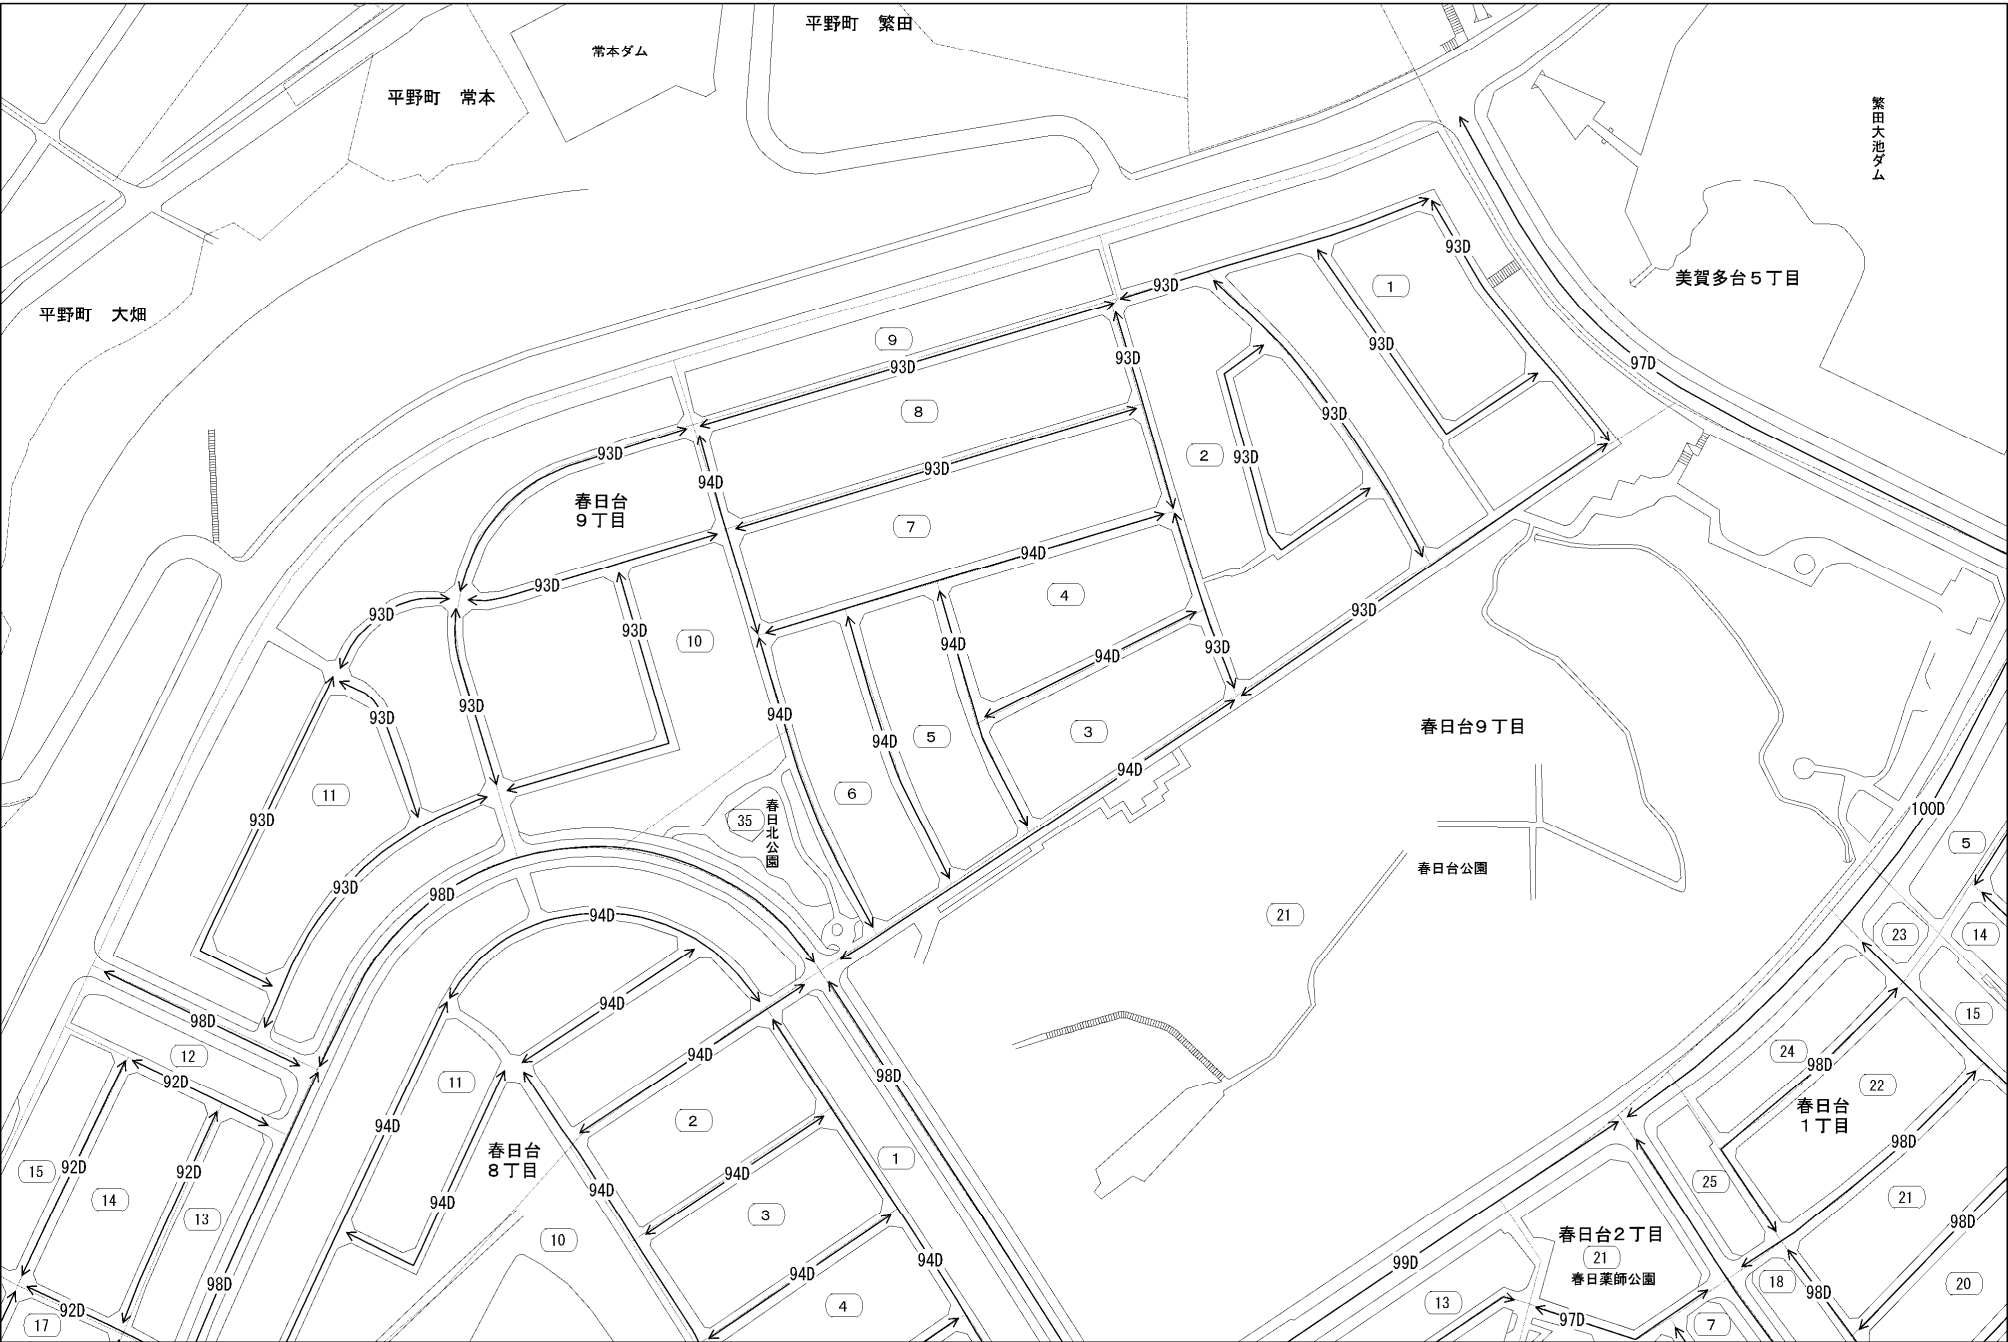 平野町　繁田
常本ダム
平野町　常本
繁田大池ダム
美賀多台５丁目
平野町　大畑
93D
93D
1
9
93D
93D
93D
97D
93D
8
93D
93D
94D
93D
2
93D
春日台
９丁目
7
94D
93D
4
93D
93D
93D
10
94D
94D
93D
93D
93D
94D
94D
春日台９丁目
5
3
94D
11
6
93D
35
春日北公園
100D
5
春日台公園
93D
98D
94D
21
23
14
94D
98D
15
12
94D
24
98D
92D
11
98D
22
春日台
１丁目
2
94D
98D
春日台
８丁目
1
15
92D
92D
94D
25
14
94D
94D
21
13
3
98D
10
春日台２丁目
21
94D
99D
春日薬師公園
94D
18
20
98D
98D
92D
17
4
13
97D
7